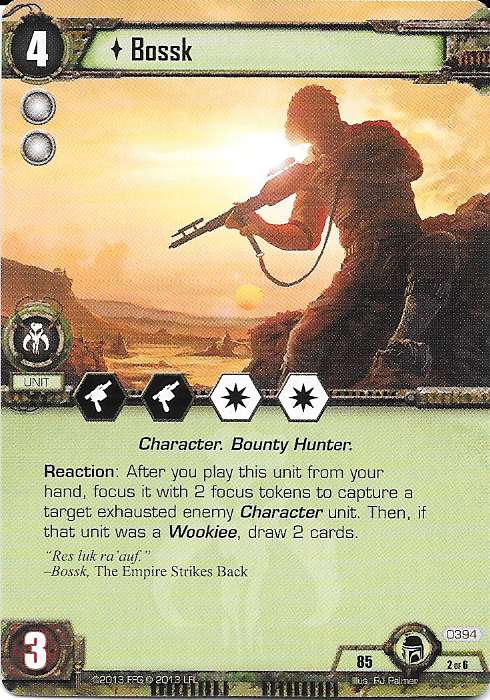 4
Bossk
UNIT
Character. Bounty Hunter.
Reaction: After you play this unit from your
hand, focus it with 2 focus tokens to capture a
target exhausted enemy Character unit. Then, if
that unit was a Wookiee, draw 2 cards.
“Res luk ra’auf.”
–Bossk, The Empire Strikes Back
3
85
0394
2 OF 6
©2013 FFG © 2013 LFL
Illus. RJ Palmer